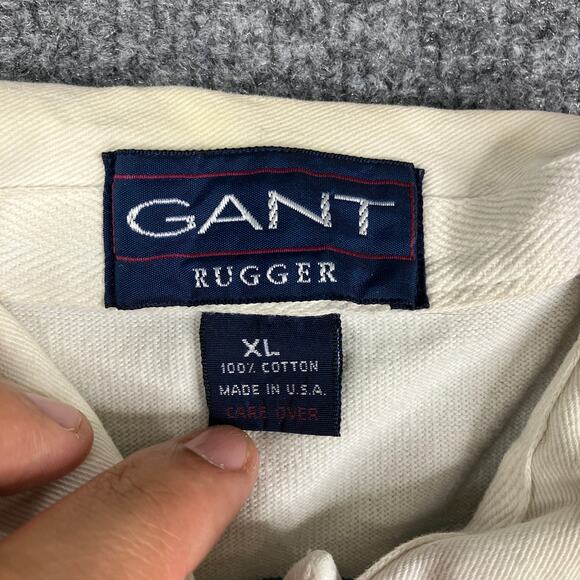 GANT
RUGGER
XL
100% COTTON
MADE IN U.S.A.
CARE OVER